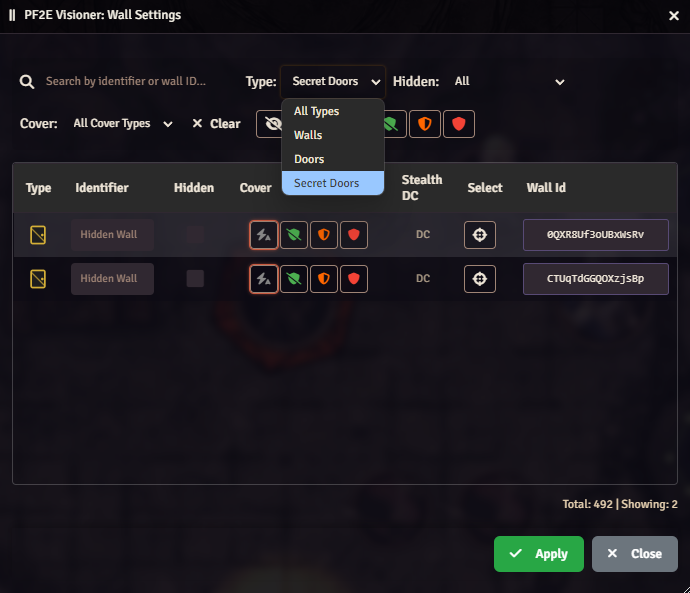 PF2E Visioner: Wall Settings
Search by identifier or wall ID...
Type:
Secret Doors
Hidden:
All
All Types
Walls
Doors
Secret Doors
Cover:
All Cover Types
Clear
Type
Identifier
Hidden
Cover
Stealth
DC
Select
Wall Id
Hidden Wall
DC
0QXR8Uf3oUBxWsRv
Hidden Wall
DC
CTUqTdGGQOXzjsBp
Total: 492 | Showing: 2
Apply
Close